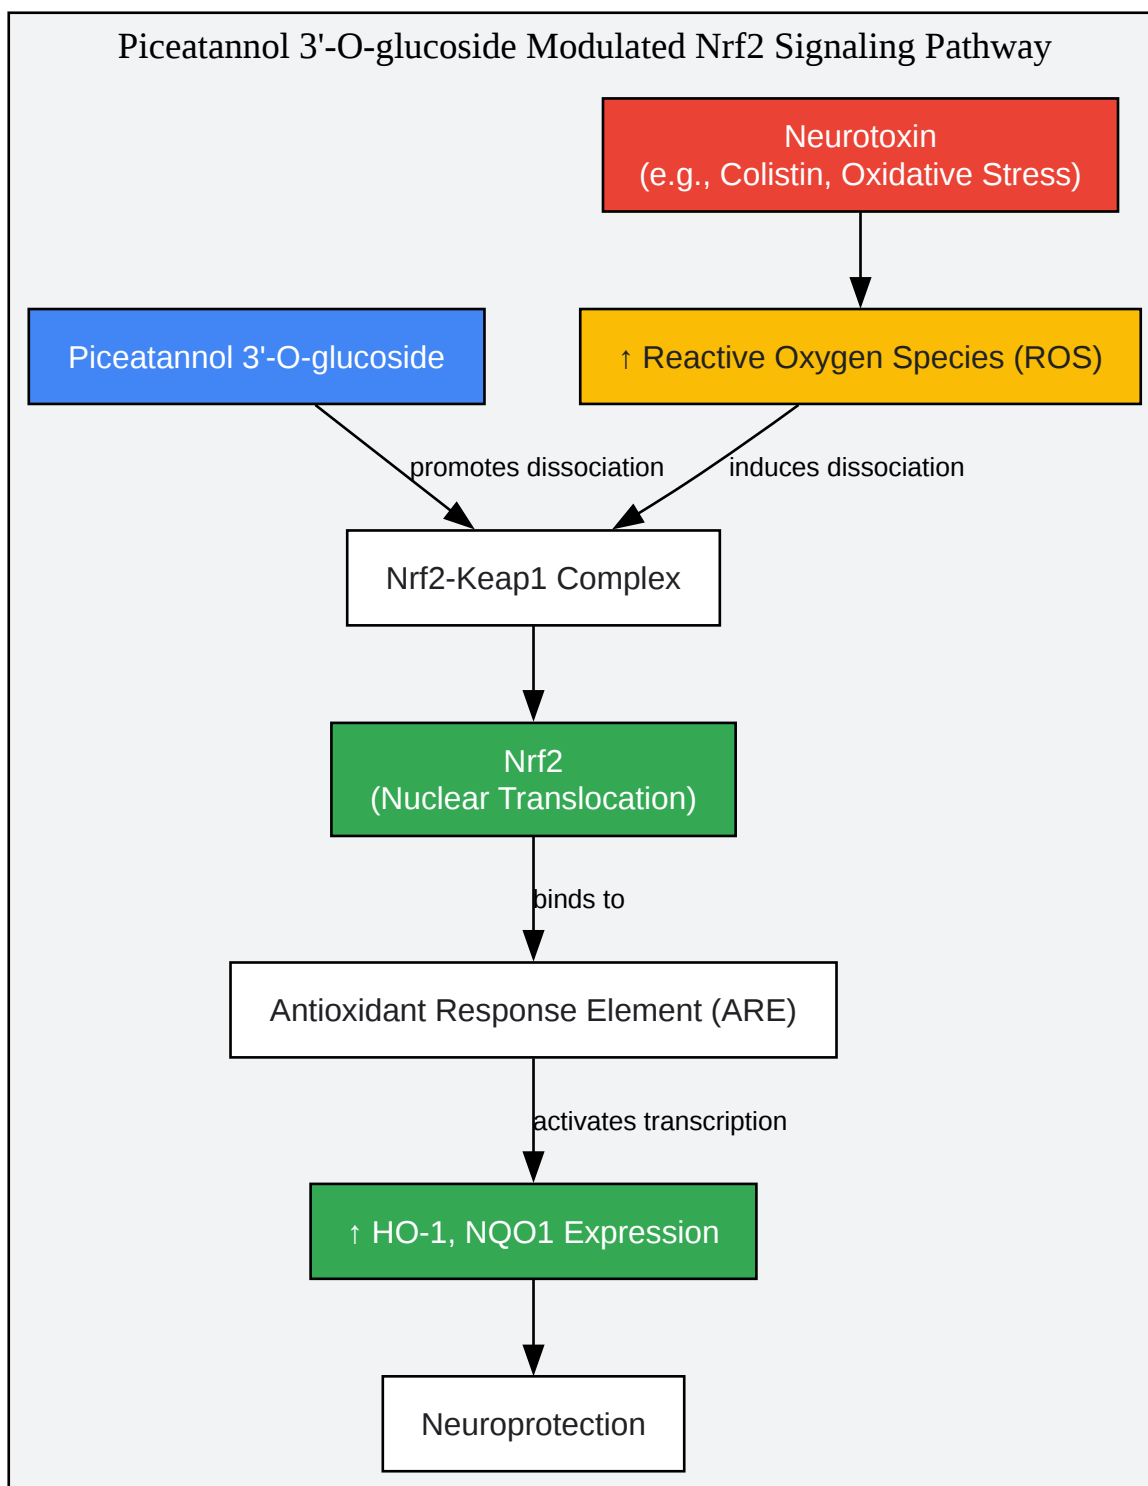 Piceatannol 3'-O-glucoside Modulated Nrf2 Signaling Pathway
Neurotoxin
(e.g., Colistin, Oxidative Stress)
Piceatannol 3'-O-glucoside
↑ Reactive Oxygen Species (ROS)
promotes dissociation
induces dissociation
Nrf2-Keap1 Complex
Nrf2
(Nuclear Translocation)
binds to
Antioxidant Response Element (ARE)
activates transcription
↑ HO-1, NQO1 Expression
Neuroprotection